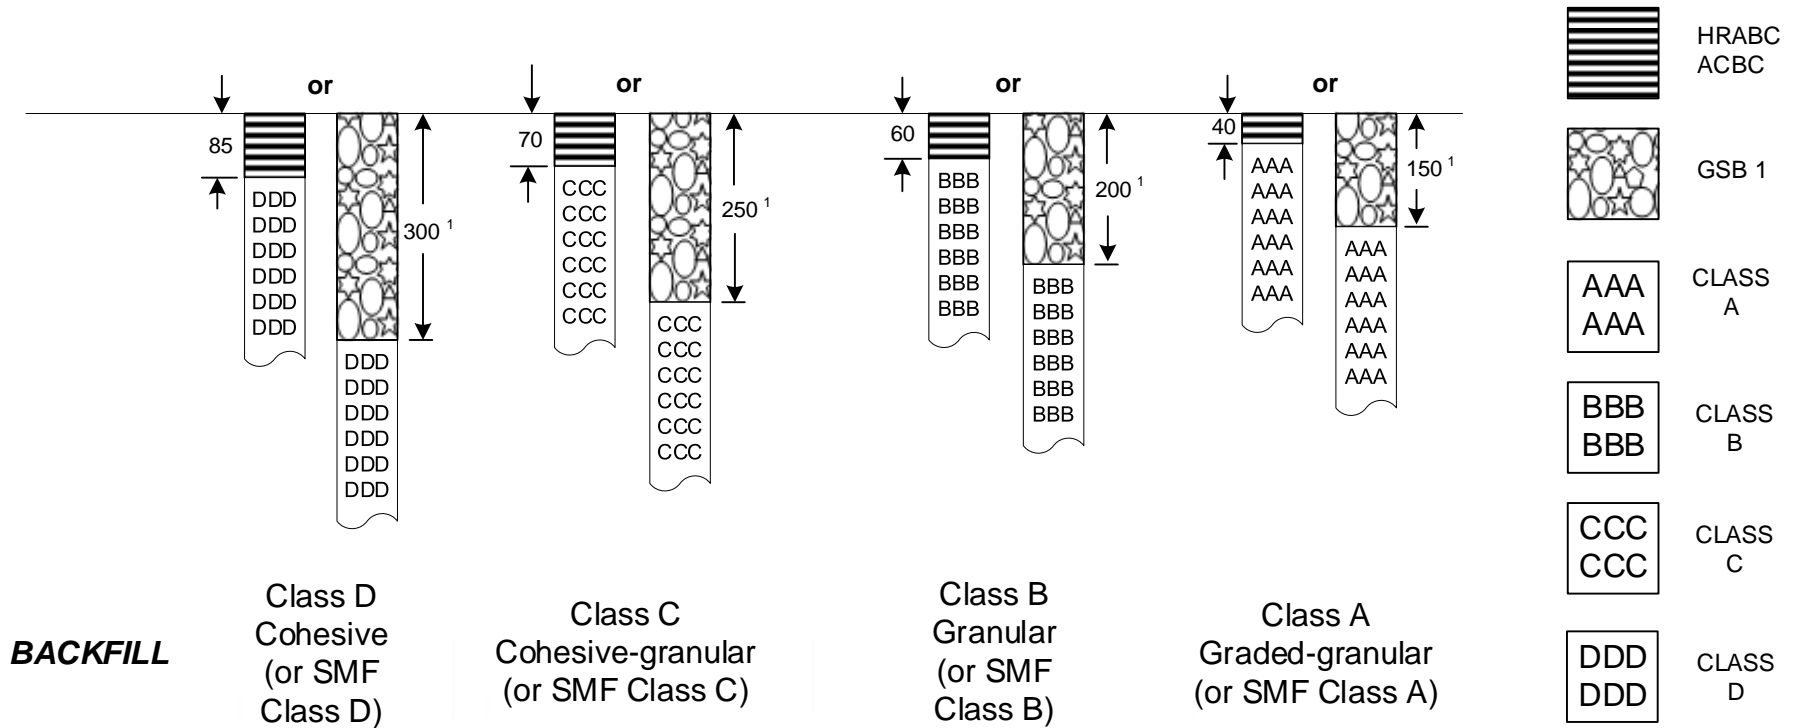 or
or
or
or
85
300 1
70
250 1
60
200 1
40
150 1
DDD
DDD
DDD
DDD
DDD
DDD
DDD
DDD
DDD
DDD
DDD
DDD
CCC
CCC
CCC
CCC
CCC
CCC
CCC
CCC
CCC
CCC
CCC
CCC
BBB
BBB
BBB
BBB
BBB
BBB
BBB
BBB
BBB
BBB
BBB
BBB
AAA
AAA
AAA
AAA
AAA
AAA
AAA
AAA
AAA
AAA
AAA
AAA
BACKFILL
Class D
Cohesive
(or SMF
Class D)
Class C
Cohesive-granular
(or SMF Class C)
Class B
Granular
(or SMF
Class B)
Class A
Graded-granular
(or SMF Class A)
HRABC
ACBC
GSB 1
AAA
AAA
CLASS
A
BBB
BBB
CLASS
B
CCC
CCC
CLASS
C
DDD
DDD
CLASS
D